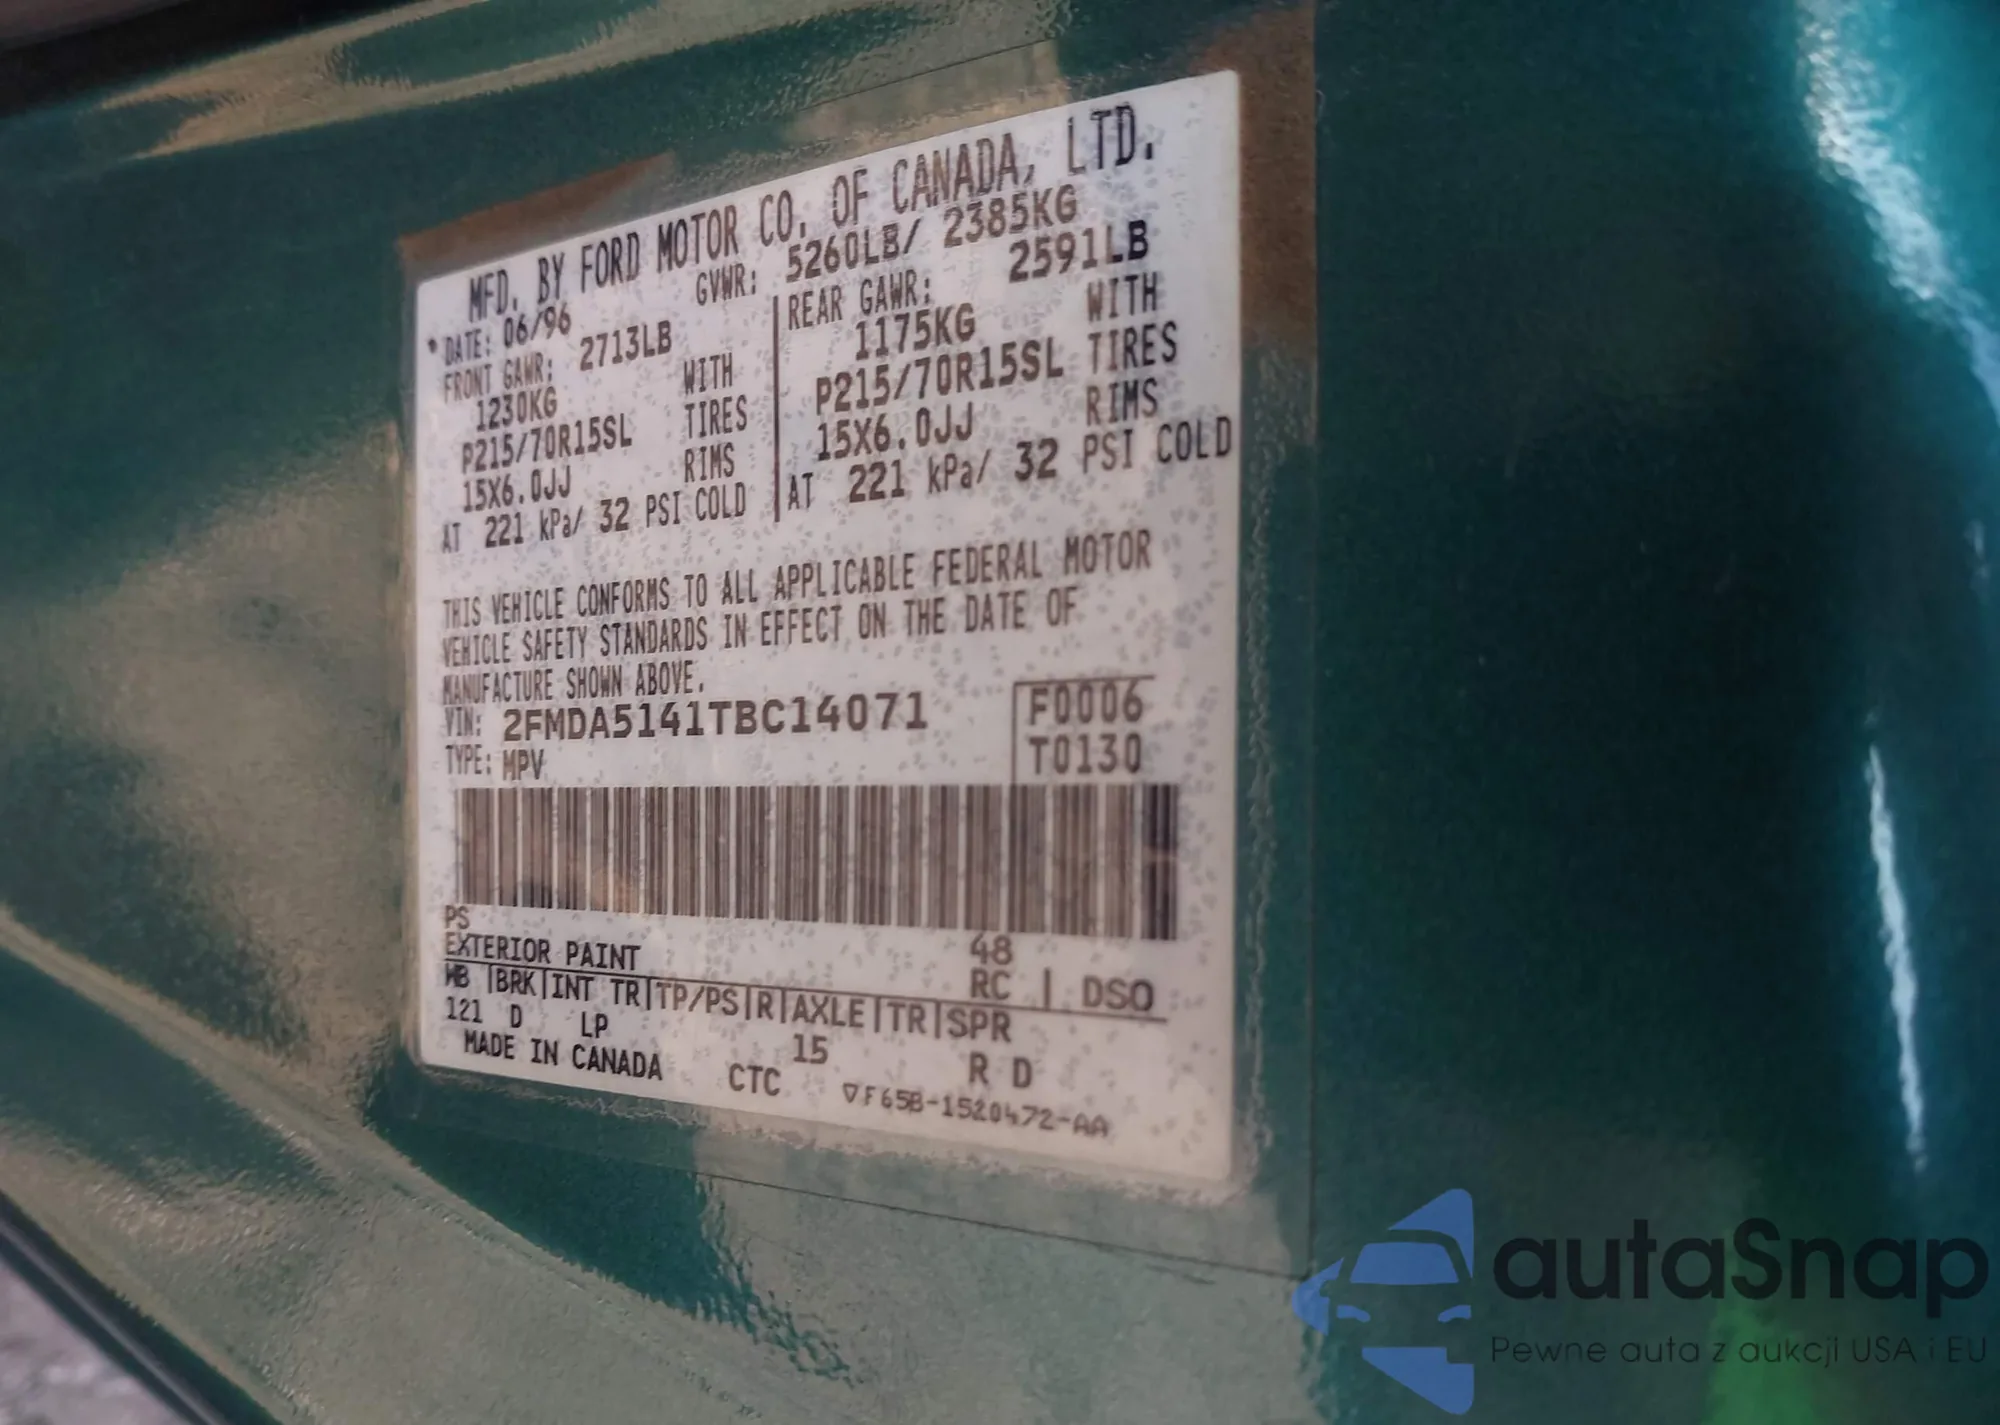 MFD. BY FORD MOTOR CO. OF CANADA, LTD.
DATE: 06/96 GVWR: 5260LB/ 2385KG
FRONT GAWR: 2713LB
1230KG WITH
P215/70R15SL TIRES
15X6.0JJ RIMS
AT 221 kPa/ 32 PSI COLD
REAR GAWR: 2591LB
1175KG WITH
P215/70R15SL TIRES
15X6.0JJ RIMS
AT 221 kPa/ 32 PSI COLD
THIS VEHICLE CONFORMS TO ALL APPLICABLE FEDERAL MOTOR
VEHICLE SAFETY STANDARDS IN EFFECT ON THE DATE OF
MANUFACTURE SHOWN ABOVE.
VIN: 2FMDA5141TBC14071
TYPE: MPV
F0006
T0130
PS
EXTERIOR PAINT 48 RC | DSO
WB |BRK|INT TR|TP/PS|R|AXLE|TR|SPR
121 D LP 15 R D
MADE IN CANADA CTC ▽F65B-1520472-AA
autaSnap
Pewne auta z aukcji USA i EU